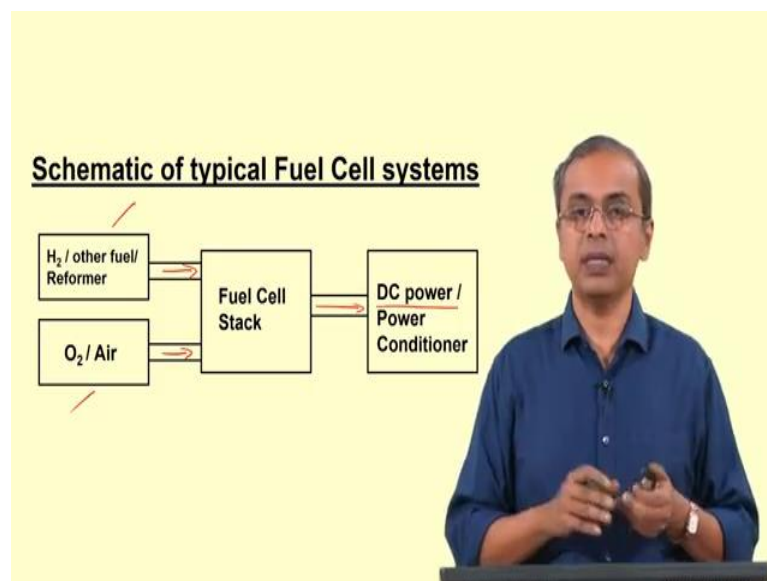 Schematic of typical Fuel Cell systems
H₂ / other fuel/
Reformer
O₂ / Air
Fuel Cell
Stack
DC power /
Power
Conditioner